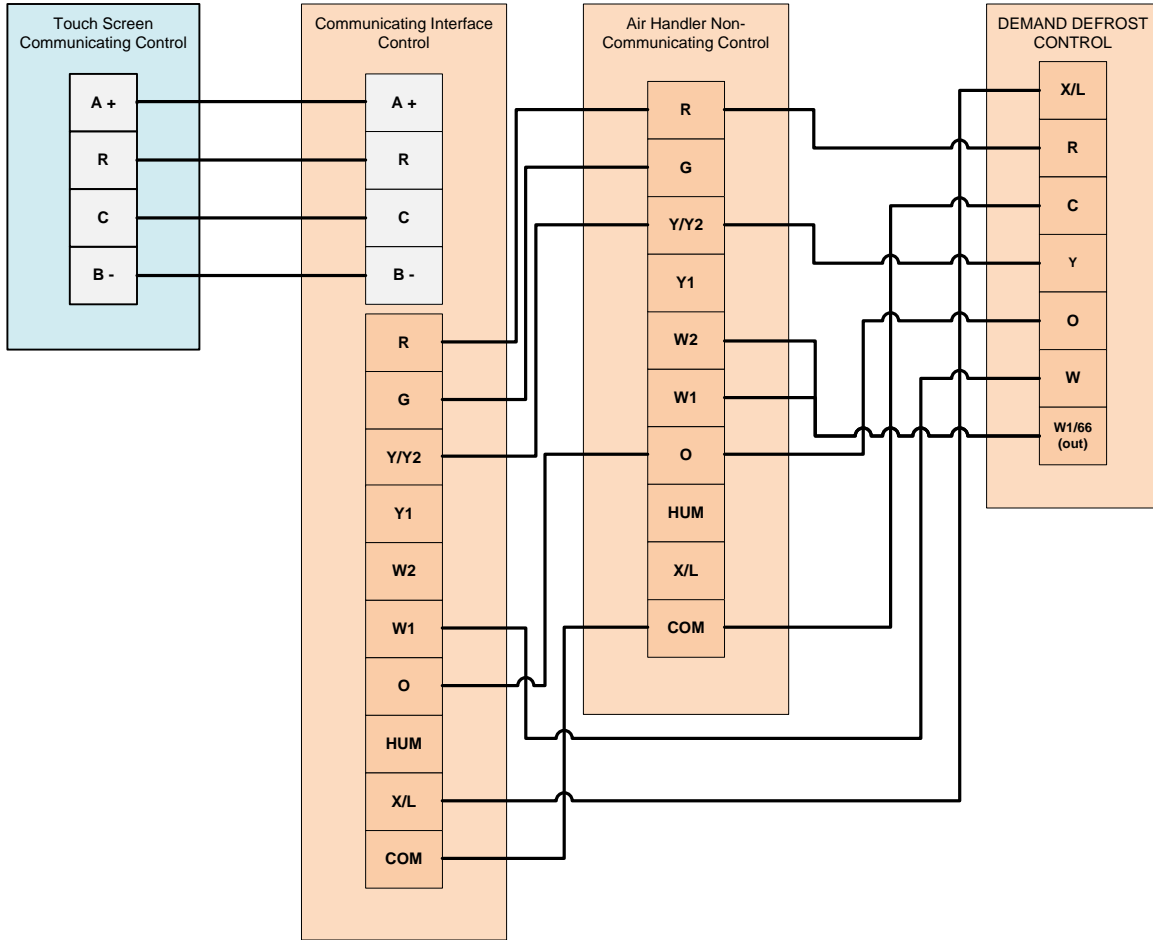 Touch Screen
Communicating Control
A +
R
C
B -
Communicating Interface
Control
A +
R
C
B -
R
G
Y/Y2
Y1
W2
W1
O
HUM
X/L
COM
Air Handler Non-
Communicating Control
R
G
Y/Y2
Y1
W2
W1
O
HUM
X/L
COM
DEMAND DEFROST
CONTROL
X/L
R
C
Y
O
W
W1/66
(out)